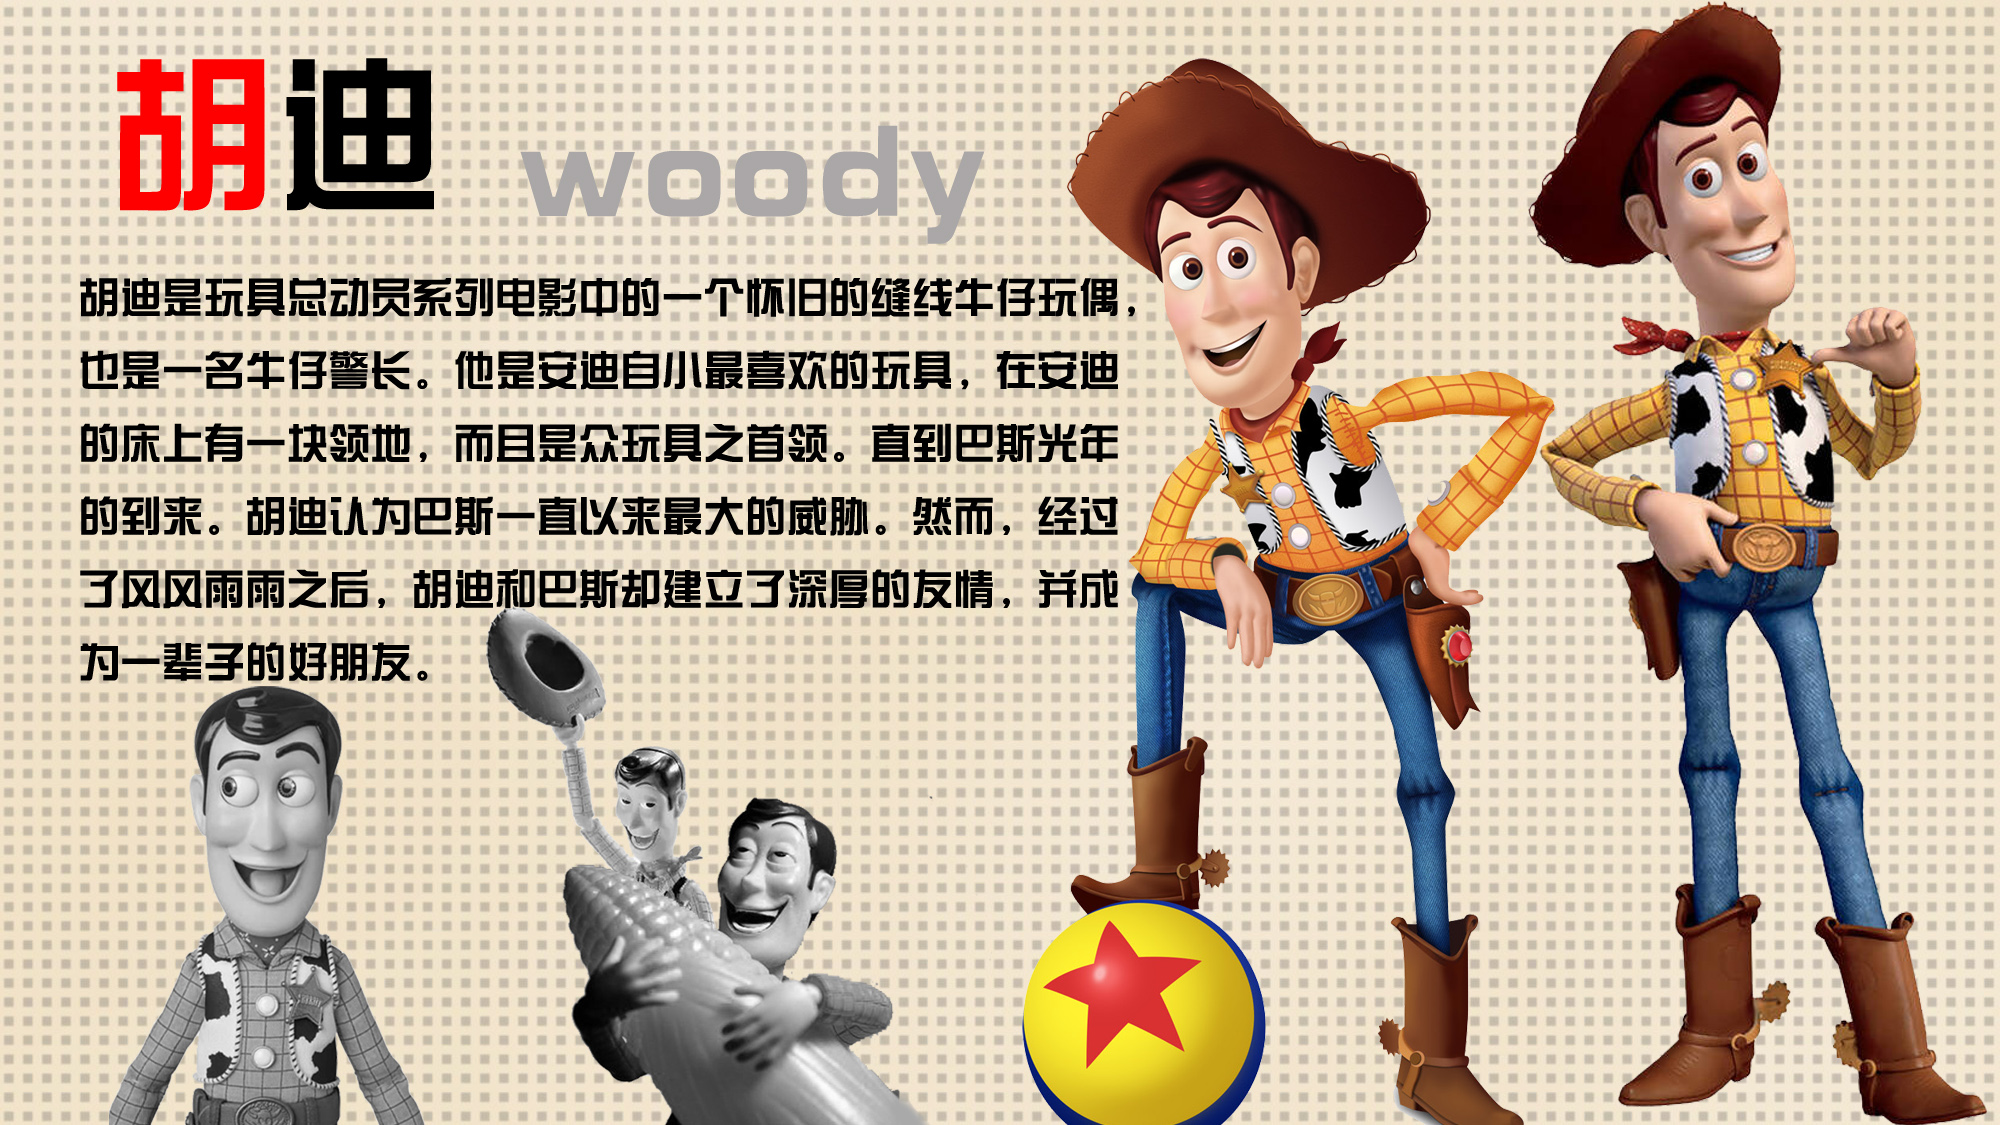 胡迪 woody
胡迪是玩具总动员系列电影中的一个怀旧的缝线牛仔玩偶，
也是一名牛仔警长。他是安迪自小最喜欢的玩具，在安迪
的床上有一块领地，而且是众玩具之首领。直到巴斯光年
的到来。胡迪认为巴斯一直以来最大的威胁。然而，经过
了风风雨雨之后，胡迪和巴斯却建立了深厚的友情，并成
为一辈子的好朋友。